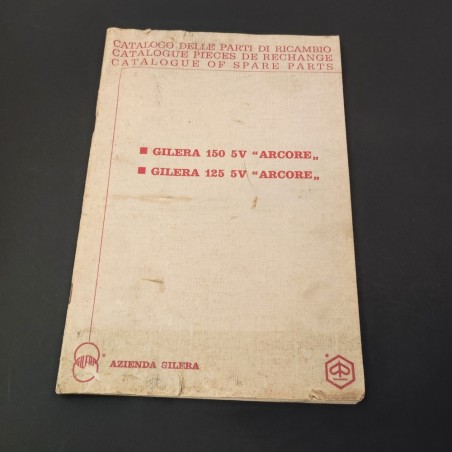 CATALOGO DELLE PARTI DI RICAMBIO
CATALOGUE PIECES DE RECHANGE
CATALOGUE OF SPARE PARTS
■ GILERA 150 5V “ARCORE„
■ GILERA 125 5V “ARCORE„
GILERA
AZIENDA GILERA